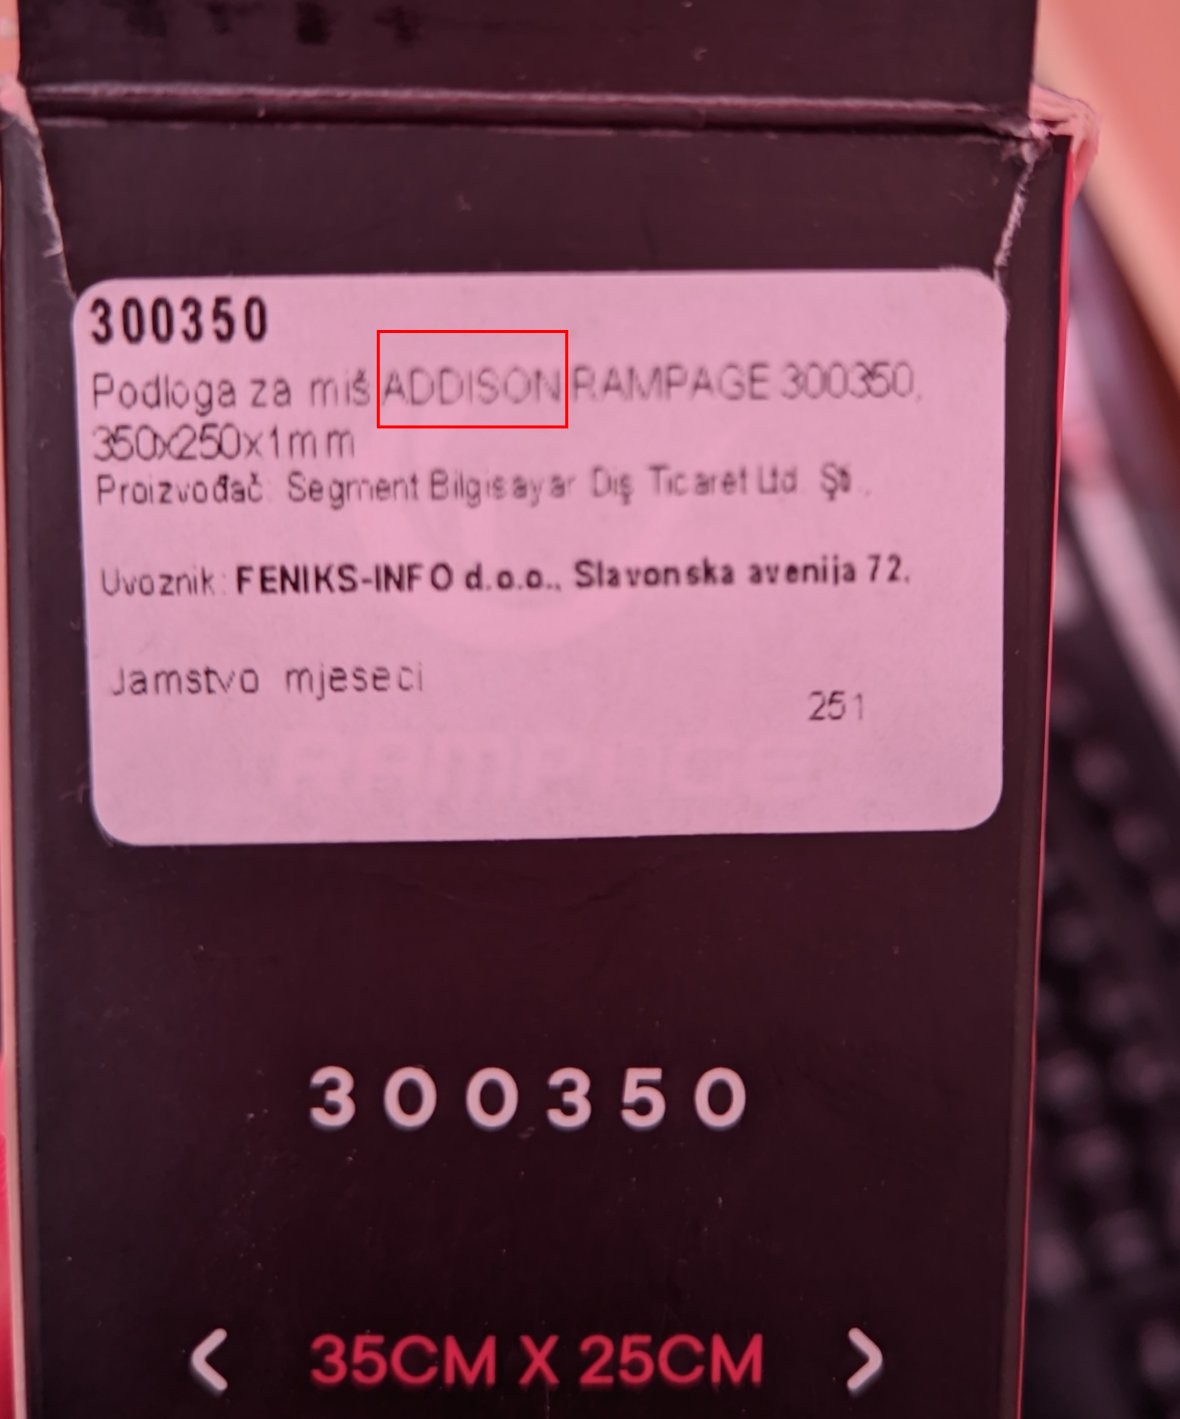 300350
Podloga za miš ADDISON RAMPAGE 300350,
350x250x1mm
Proizvođač: Segment Bilgisayar Dış Ticaret Ltd. Şti.,
Uvoznik: FENIKS-INFO d.o.o., Slavonska avenija 72,
Jamstvo mjeseci
251
RAMPAGE
300350
< 35CM X 25CM >